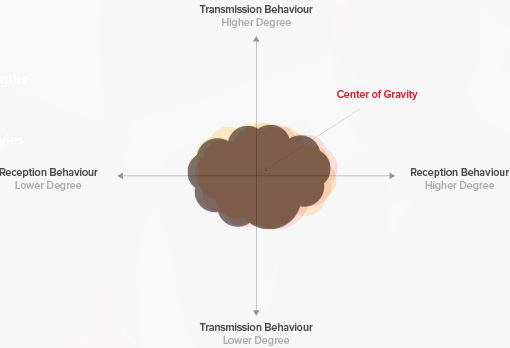 Transmission Behaviour
Higher Degree
Center of Gravity
Reception Behaviour
Lower Degree
Reception Behaviour
Higher Degree
Transmission Behaviour
Lower Degree